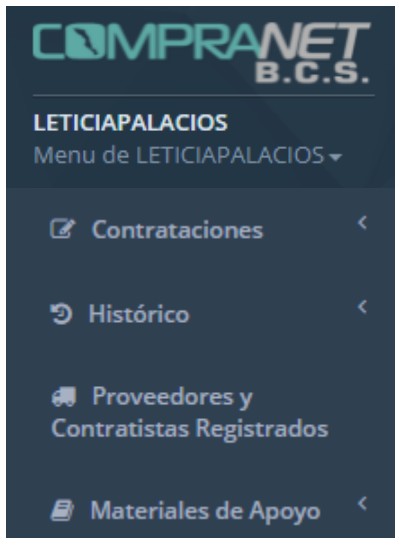 COMPRANET
B.C.S.
LETICIAPALACIOS
Menu de LETICIAPALACIOS
Contrataciones
Histórico
Proveedores y
Contratistas Registrados
Materiales de Apoyo